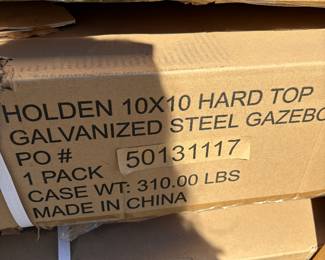 HOLDEN 10X10 HARD TOP
GALVANIZED STEEL GAZEBO
PO # 50131117
1 PACK
CASE WT: 310.00 LBS
MADE IN CHINA